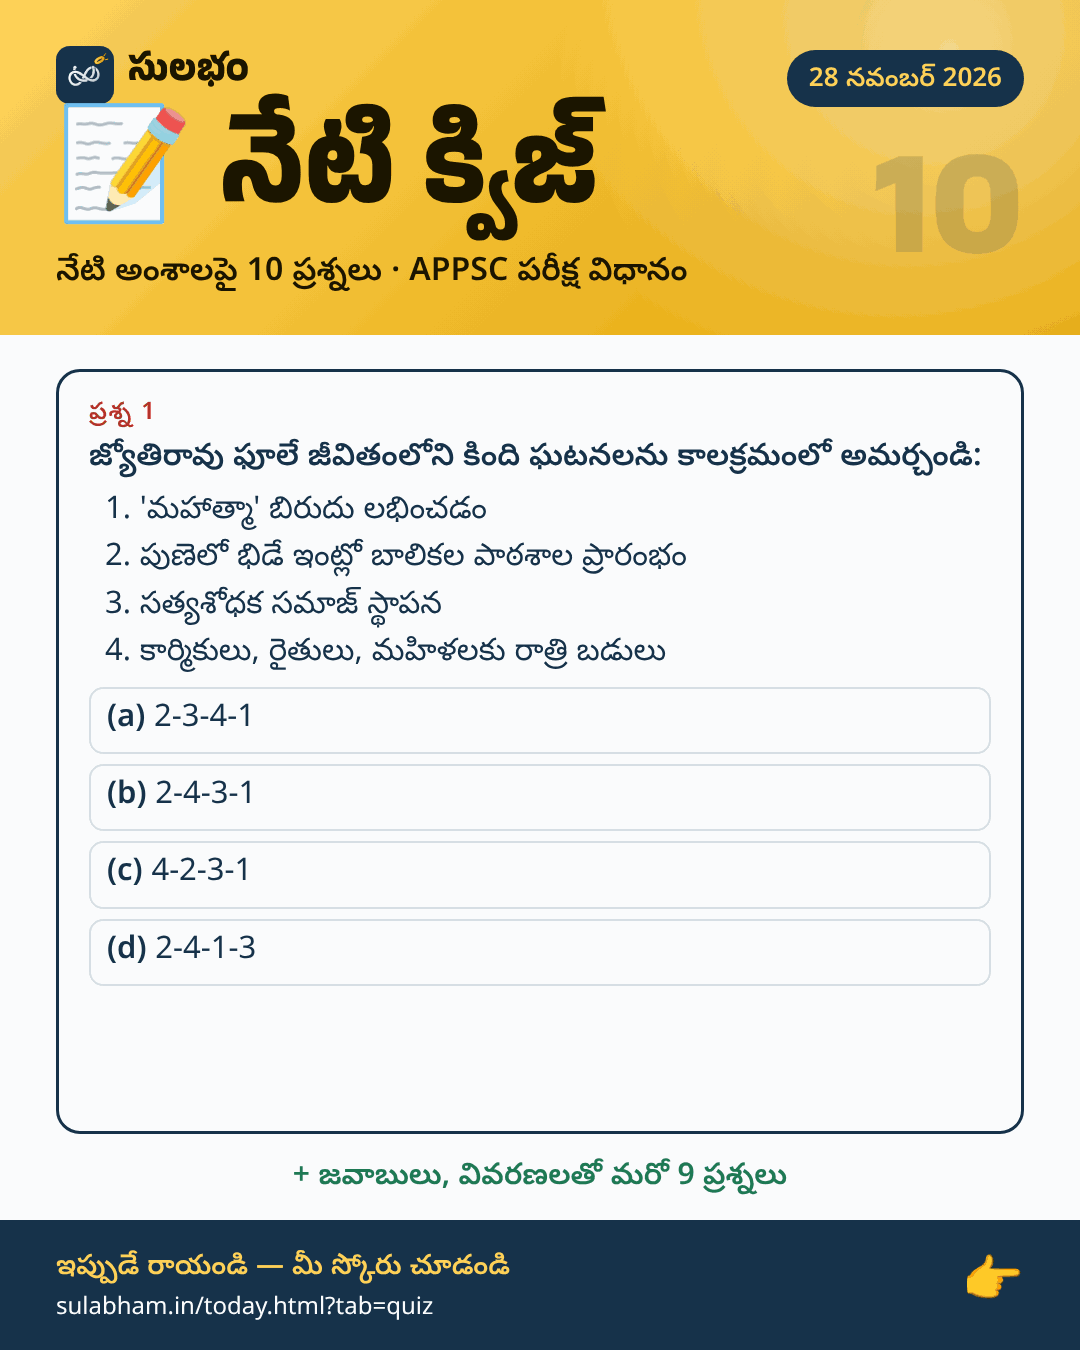 సులభం
28 నవంబర్ 2026
నేటి క్విజ్
10
నేటి అంశాలపై 10 ప్రశ్నలు · APPSC పరీక్ష విధానం
ప్రశ్న 1
జ్యోతిరావు ఫూలే జీవితంలోని కింది ఘటనలను కాలక్రమంలో అమర్చండి:
1. 'మహాత్మా' బిరుదు లభించడం
2. పుణెలో భిడే ఇంట్లో బాలికల పాఠశాల ప్రారంభం
3. సత్యశోధక సమాజ్ స్థాపన
4. కార్మికులు, రైతులు, మహిళలకు రాత్రి బడులు
(a) 2-3-4-1
(b) 2-4-3-1
(c) 4-2-3-1
(d) 2-4-1-3
+ జవాబులు, వివరణలతో మరో 9 ప్రశ్నలు
ఇప్పుడే రాయండి — మీ స్కోరు చూడండి
sulabham.in/today.html?tab=quiz